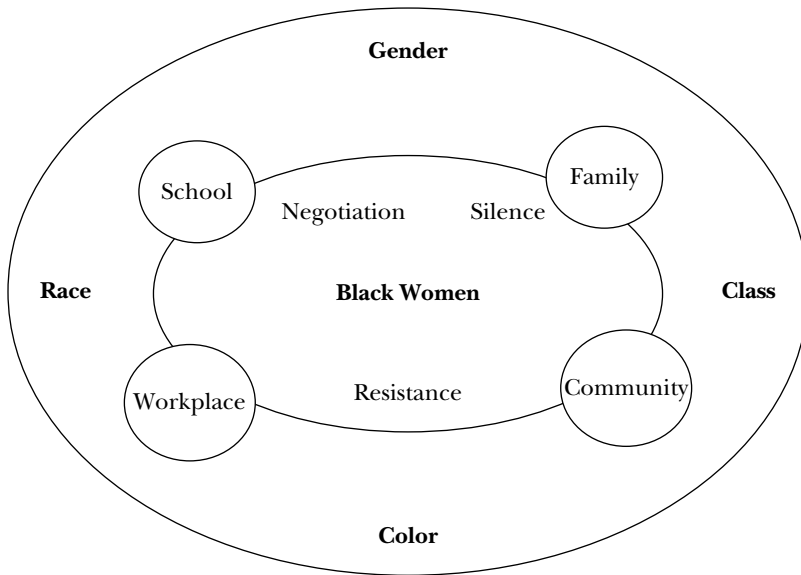 Gender
School
Family
Negotiation
Silence
Race
Black Women
Class
Workplace
Resistance
Community
Color